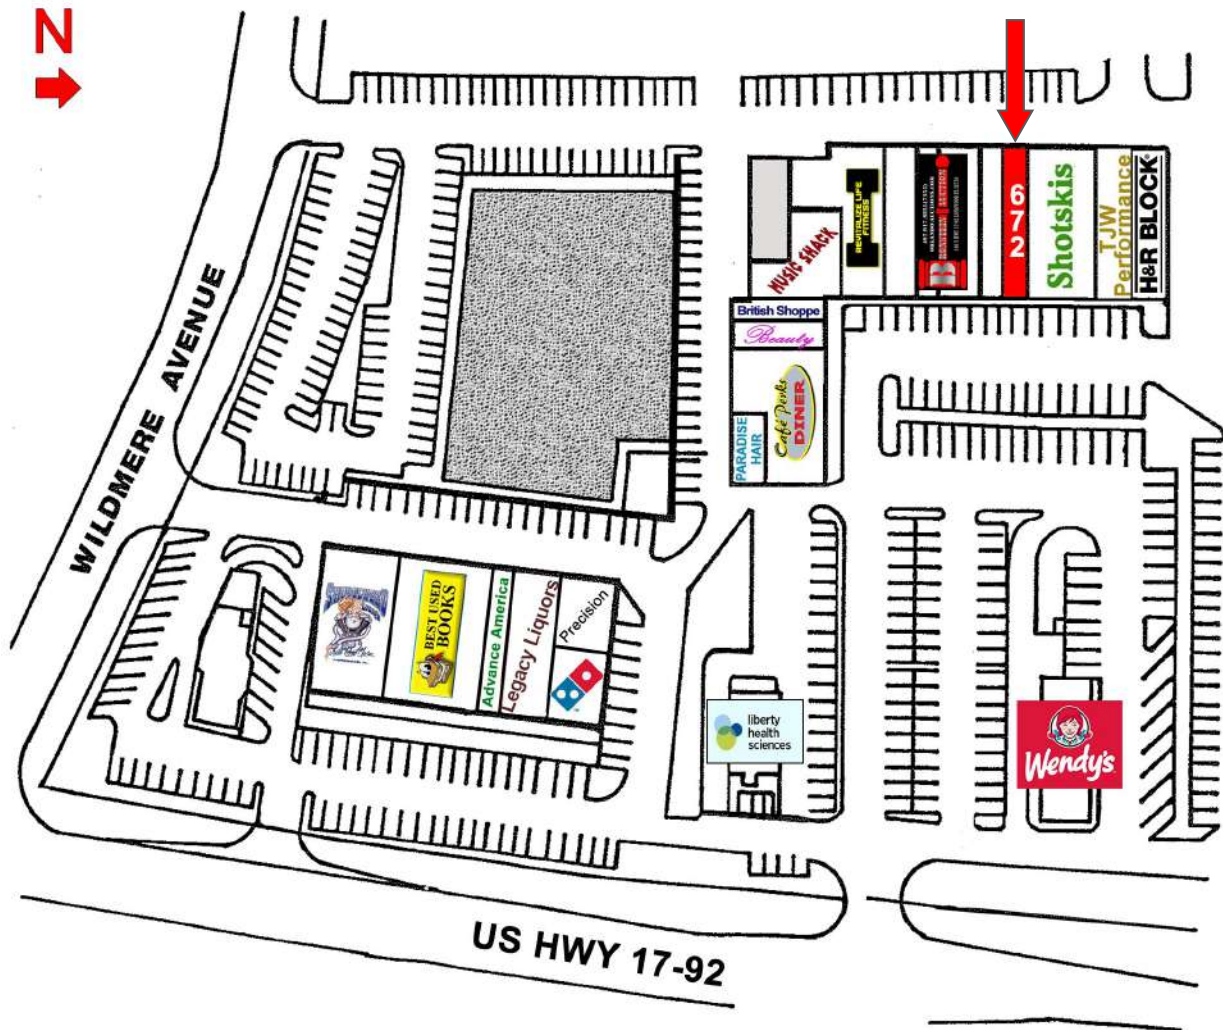 N
672
Shotskis
TJW
Performance
H&R BLOCK
REVITALIZE LIFE
FITNESS
AUCTION
B
MUSIC SHACK
British Shoppe
Beauty
Café Perks
DINER
PARADISE
HAIR
WILDMERE AVENUE
BEST USED
BOOKS
Advance America
Legacy Liquors
Precision
liberty
health
sciences
Wendy's
US HWY 17-92